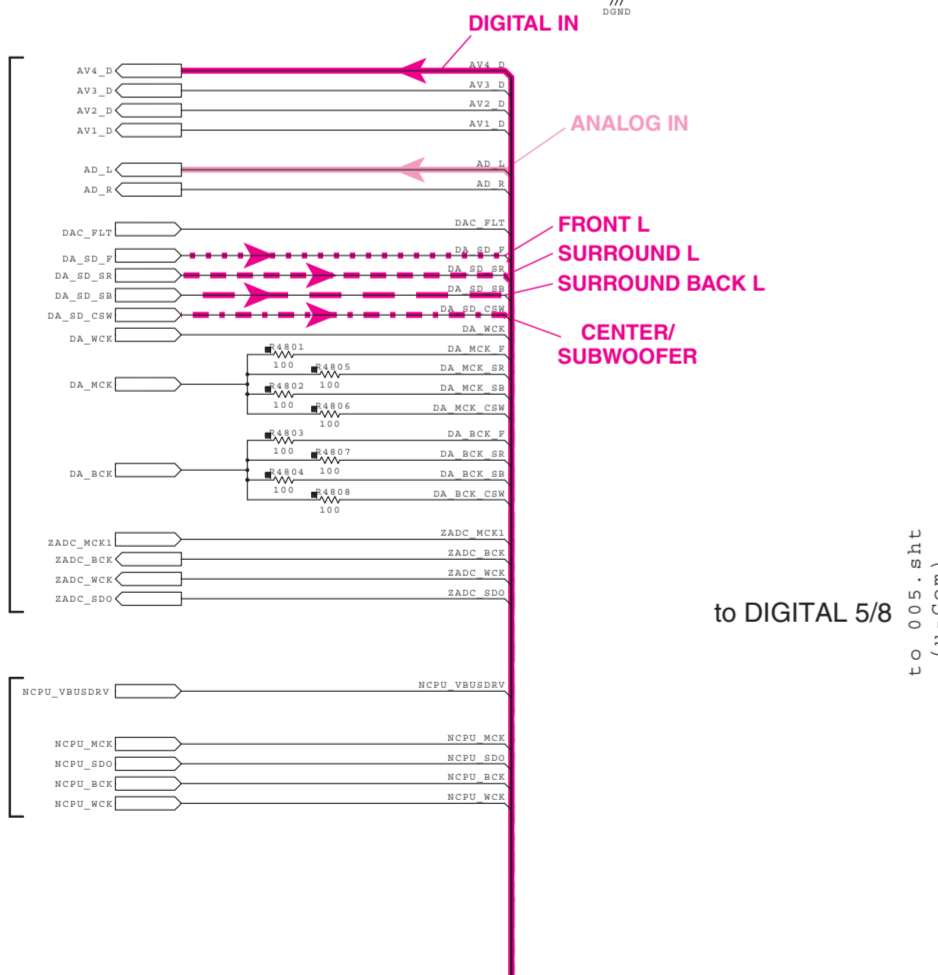 DGND
DIGITAL IN
AV4_D AV4_D
AV3_D AV3_D
AV2_D AV2_D
AV1_D AV1_D
ANALOG IN
AD_L AD_L
AD_R AD_R
DAC_FLT DAC_FLT
FRONT L
DA_SD_F DA_SD_F
SURROUND L
DA_SD_SR DA_SD_SR
SURROUND BACK L
DA_SD_SB DA_SD_SB
DA_SD_CSW DA_SD_CSW
CENTER/
SUBWOOFER
DA_WCK DA_WCK
R4801 DA_MCK_F
100
R4805 DA_MCK_SR
100
DA_MCK R4802 DA_MCK_SB
100
R4806 DA_MCK_CSW
100
R4803 DA_BCK_F
100
R4807 DA_BCK_SR
100
DA_BCK R4804 DA_BCK_SB
100
R4808 DA_BCK_CSW
100
ZADC_MCK1 ZADC_MCK1
ZADC_BCK ZADC_BCK
ZADC_WCK ZADC_WCK
ZADC_SDO ZADC_SDO
to DIGITAL 5/8
to 005.sht
NCPU_VBUSDRV NCPU_VBUSDRV
NCPU_MCK NCPU_MCK
NCPU_SDO NCPU_SDO
NCPU_BCK NCPU_BCK
NCPU_WCK NCPU_WCK